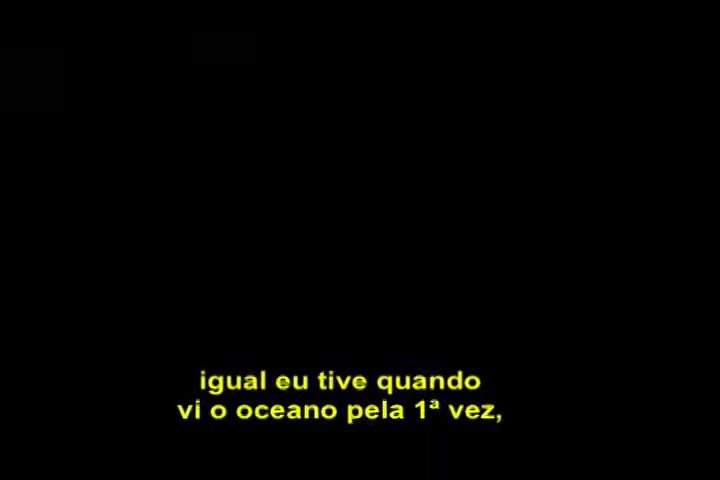 igual eu tive quando
vi o oceano pela 1ª vez,